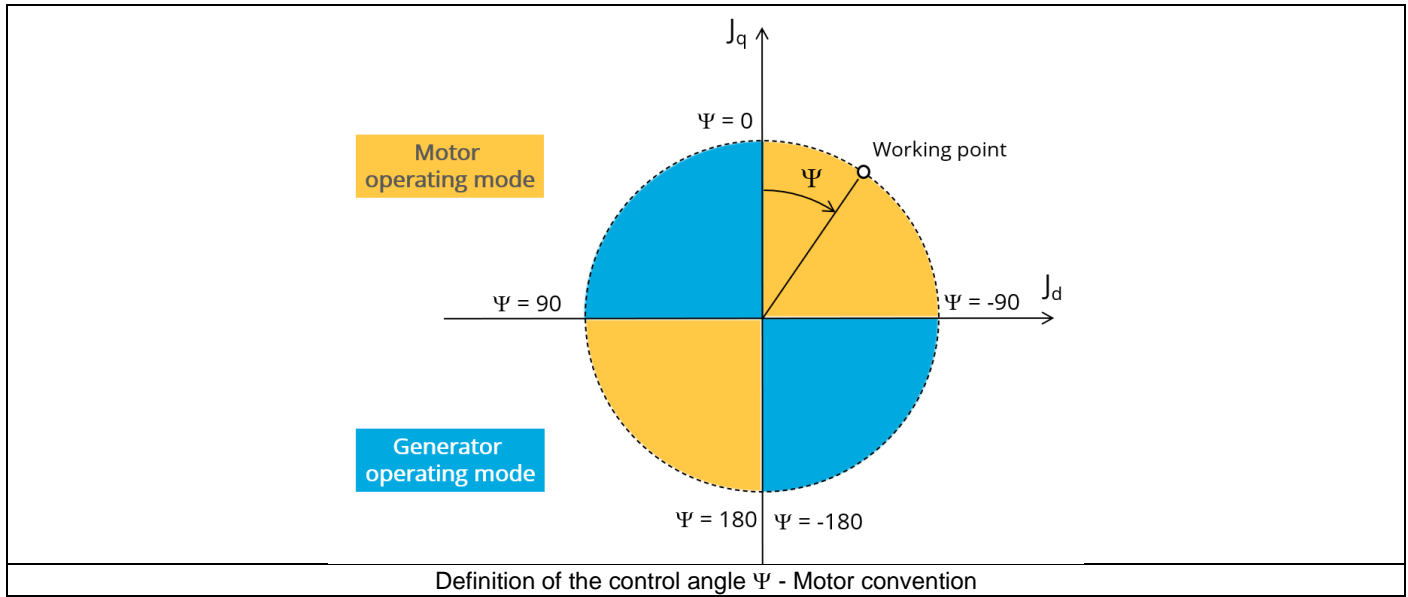 Jq
Ψ = 0
Working point
Motor
operating mode
Ψ
Jd
Ψ = 90
Ψ = -90
Generator
operating mode
Ψ = 180
Ψ = -180
Definition of the control angle Ψ - Motor convention